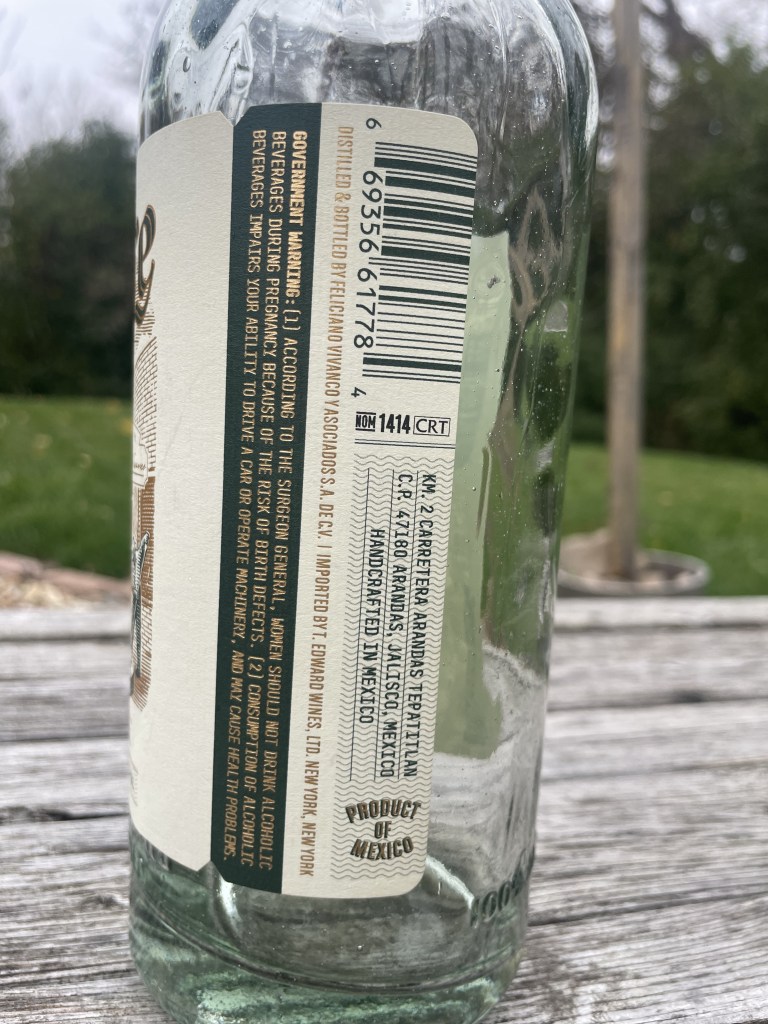 GOVERNMENT WARNING: (1) ACCORDING TO THE SURGEON GENERAL, WOMEN SHOULD NOT DRINK ALCOHOLIC
BEVERAGES DURING PREGNANCY BECAUSE OF THE RISK OF BIRTH DEFECTS. (2) CONSUMPTION OF ALCOHOLIC
BEVERAGES IMPAIRS YOUR ABILITY TO DRIVE A CAR OR OPERATE MACHINERY, AND MAY CAUSE HEALTH PROBLEMS.
DISTILLED & BOTTLED BY FELICIANO VIVANCO Y ASOCIADOS S.A. DE C.V. | IMPORTED BY T. EDWARD WINES, LTD. NEW YORK, NEW YORK
6 69356 61778 4
NOM 1414 CRT
KM. 2 CARRETERA ARANDAS TEPATITLAN
C.P. 47180 ARANDAS, JALISCO, MEXICO
HANDCRAFTED IN MEXICO
PRODUCT
OF
MEXICO